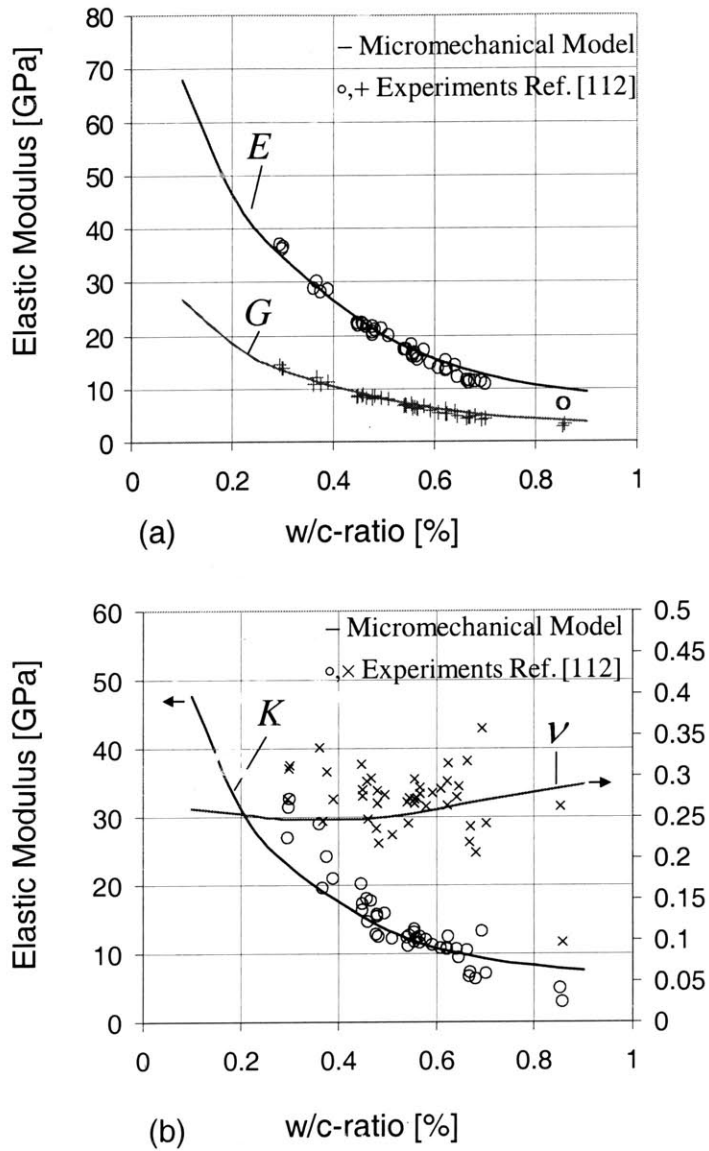 80
70
60
50
40
30
20
10
0
Elastic Modulus [GPa]
– Micromechanical Model
o,+ Experiments Ref. [112]
E
G
0 0.2 0.4 0.6 0.8 1
(a) w/c-ratio [%]
60
50
40
30
20
10
0
Elastic Modulus [GPa]
– Micromechanical Model
o,× Experiments Ref. [112]
K
ν
0.5
0.45
0.4
0.35
0.3
0.25
0.2
0.15
0.1
0.05
0
0 0.2 0.4 0.6 0.8 1
(b) w/c-ratio [%]